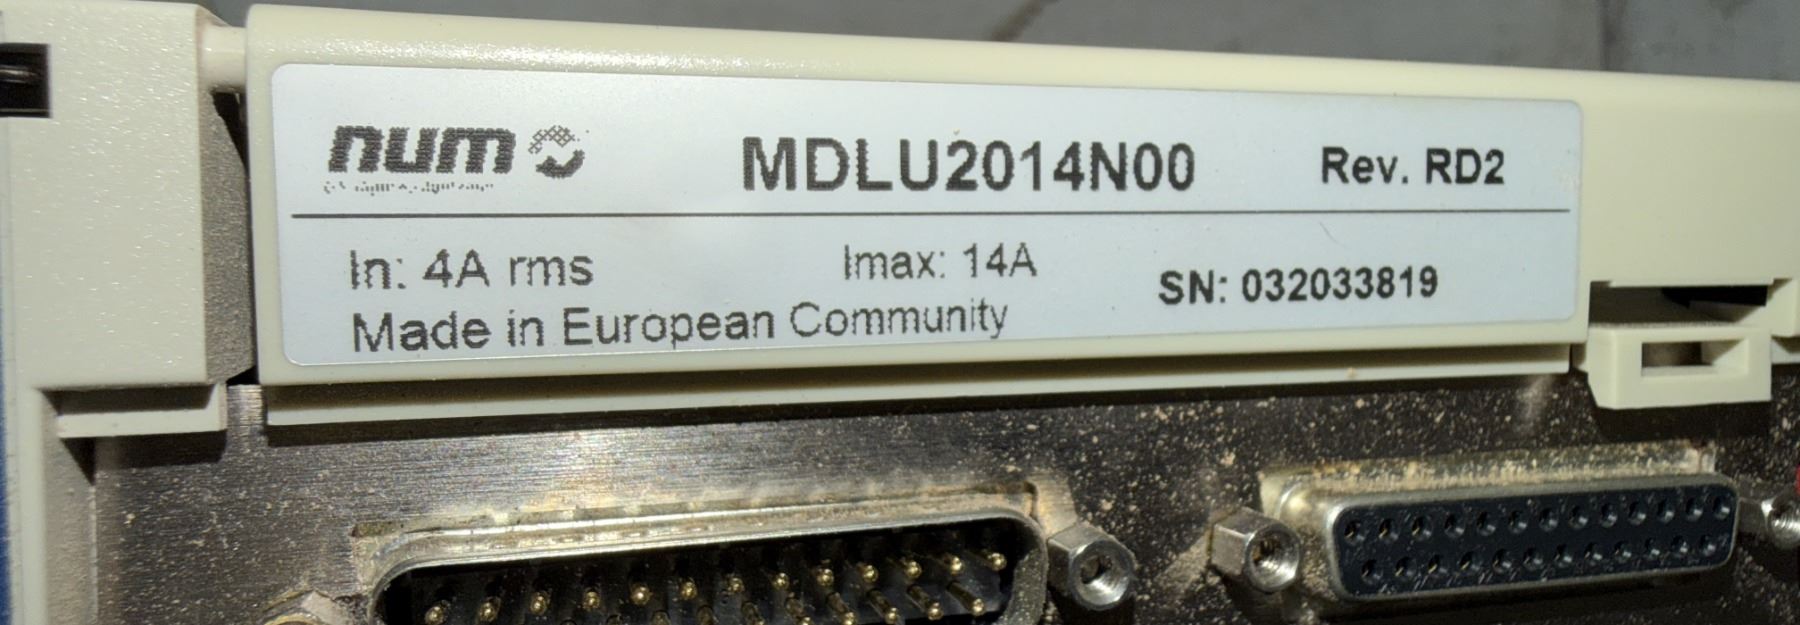 num
MDLU2014N00
Rev. RD2
In: 4A rms
Imax: 14A
SN: 032033819
Made in European Community